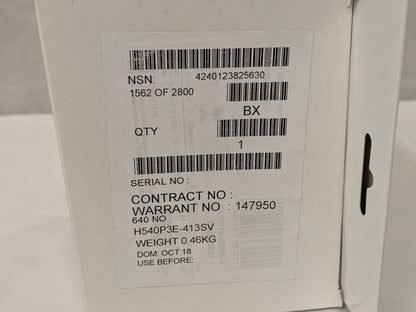 NSN: 4240123825630
1562 OF 2800
BX
QTY
1
SERIAL NO :
CONTRACT NO :
WARRANT NO : 147950
640 NO :
H540P3E-413SV
WEIGHT 0.46KG
DOM: OCT 18
USE BEFORE: